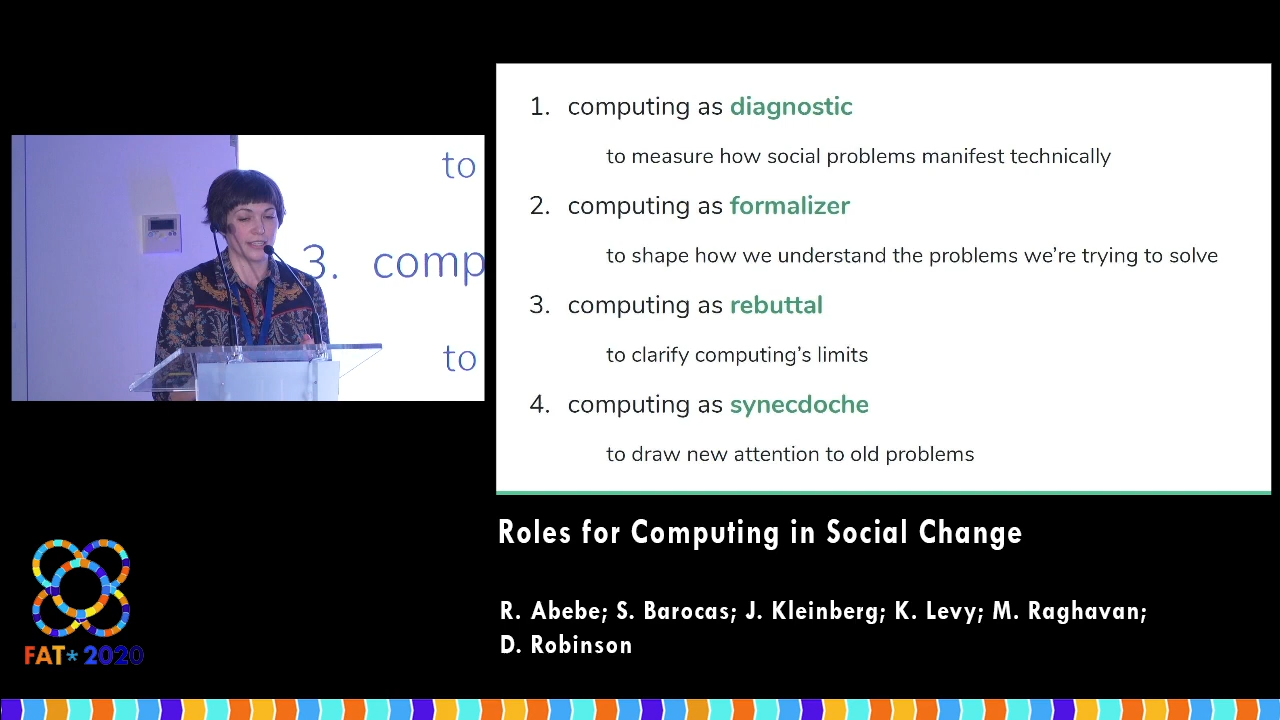 to
3. comp
to
1. computing as diagnostic
to measure how social problems manifest technically
2. computing as formalizer
to shape how we understand the problems we're trying to solve
3. computing as rebuttal
to clarify computing's limits
4. computing as synecdoche
to draw new attention to old problems
Roles for Computing in Social Change
R. Abebe; S. Barocas; J. Kleinberg; K. Levy; M. Raghavan;
D. Robinson
FAT* 2020